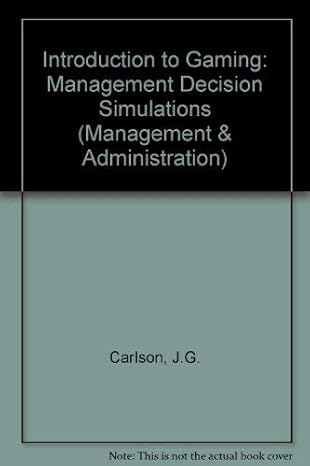 Introduction to Gaming:
Management Decision
Simulations
(Management &
Administration)
Carlson, J.G.
Note: This is not the actual book cover